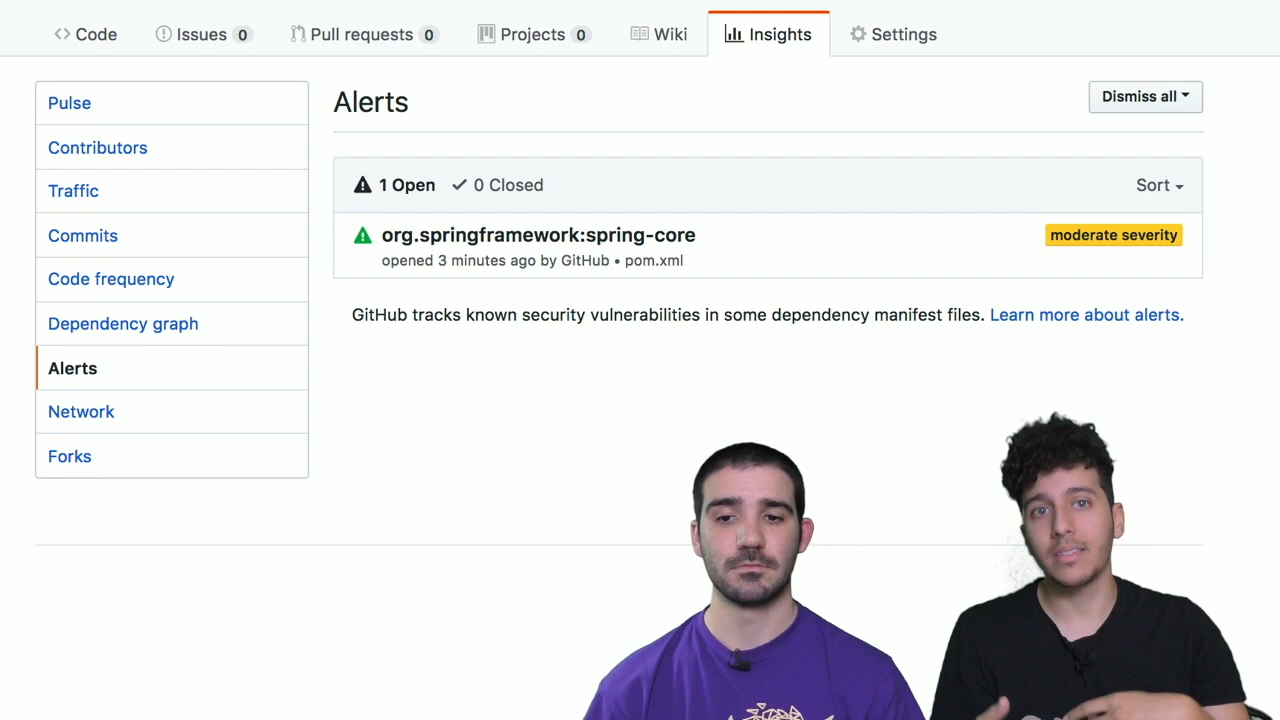 Code Issues 0 Pull requests 0 Projects 0 Wiki Insights Settings
Pulse
Contributors
Traffic
Commits
Code frequency
Dependency graph
Alerts
Network
Forks
Alerts
Dismiss all
1 Open 0 Closed
Sort
org.springframework:spring-core
moderate severity
opened 3 minutes ago by GitHub • pom.xml
GitHub tracks known security vulnerabilities in some dependency manifest files. Learn more about alerts.